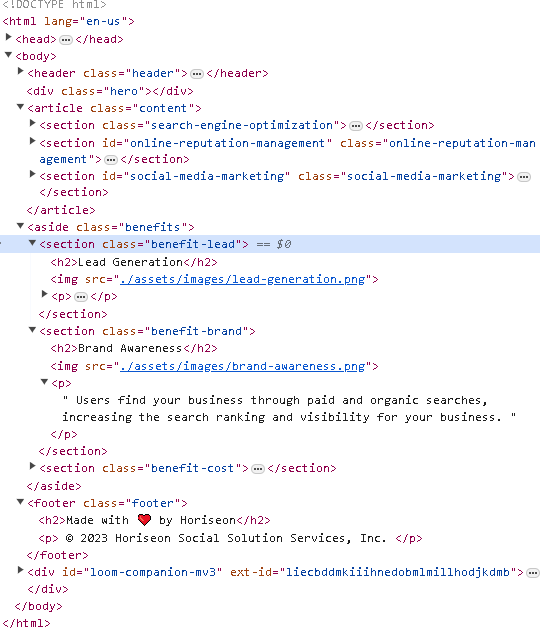 <!DOCTYPE html>
<html lang="en-us">
<head> ••• </head>
<body>
<header class="header"> ••• </header>
<div class="hero"></div>
<article class="content">
<section class="search-engine-optimization"> ••• </section>
<section id="online-reputation-management" class="online-reputation-man
agement"> ••• </section>
<section id="social-media-marketing" class="social-media-marketing"> •••
</section>
</article>
<aside class="benefits">
<section class="benefit-lead"> == $0
<h2>Lead Generation</h2>
<img src="./assets/images/lead-generation.png">
<p> ••• </p>
</section>
<section class="benefit-brand">
<h2>Brand Awareness</h2>
<img src="./assets/images/brand-awareness.png">
<p>
" Users find your business through paid and organic searches,
increasing the search ranking and visibility for your business. "
</p>
</section>
<section class="benefit-cost"> ••• </section>
</aside>
<footer class="footer">
<h2>Made with ❤️ by Horiseon</h2>
<p> © 2023 Horiseon Social Solution Services, Inc. </p>
</footer>
<div id="loom-companion-mv3" ext-id="liecbddmkiiihnedobmlmillhodjkdmb"> •••
</div>
</body>
</html>